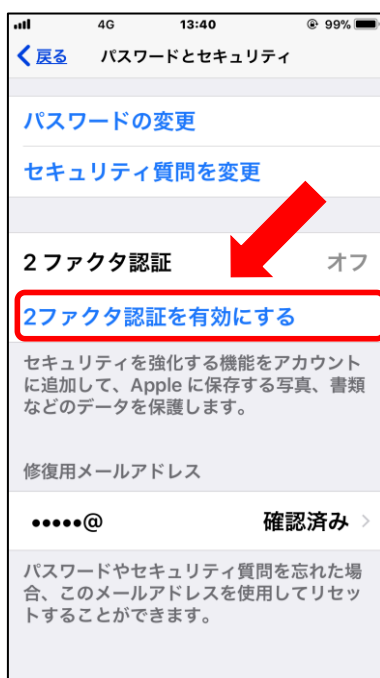 4G 13:40 99%
戻る パスワードとセキュリティ
パスワードの変更
セキュリティ質問を変更
2ファクタ認証 オフ
2ファクタ認証を有効にする
セキュリティを強化する機能をアカウント
に追加して、Apple に保存する写真、書類
などのデータを保護します。
修復用メールアドレス
•••••@ 確認済み
パスワードやセキュリティ質問を忘れた場
合、このメールアドレスを使用してリセッ
トすることができます。